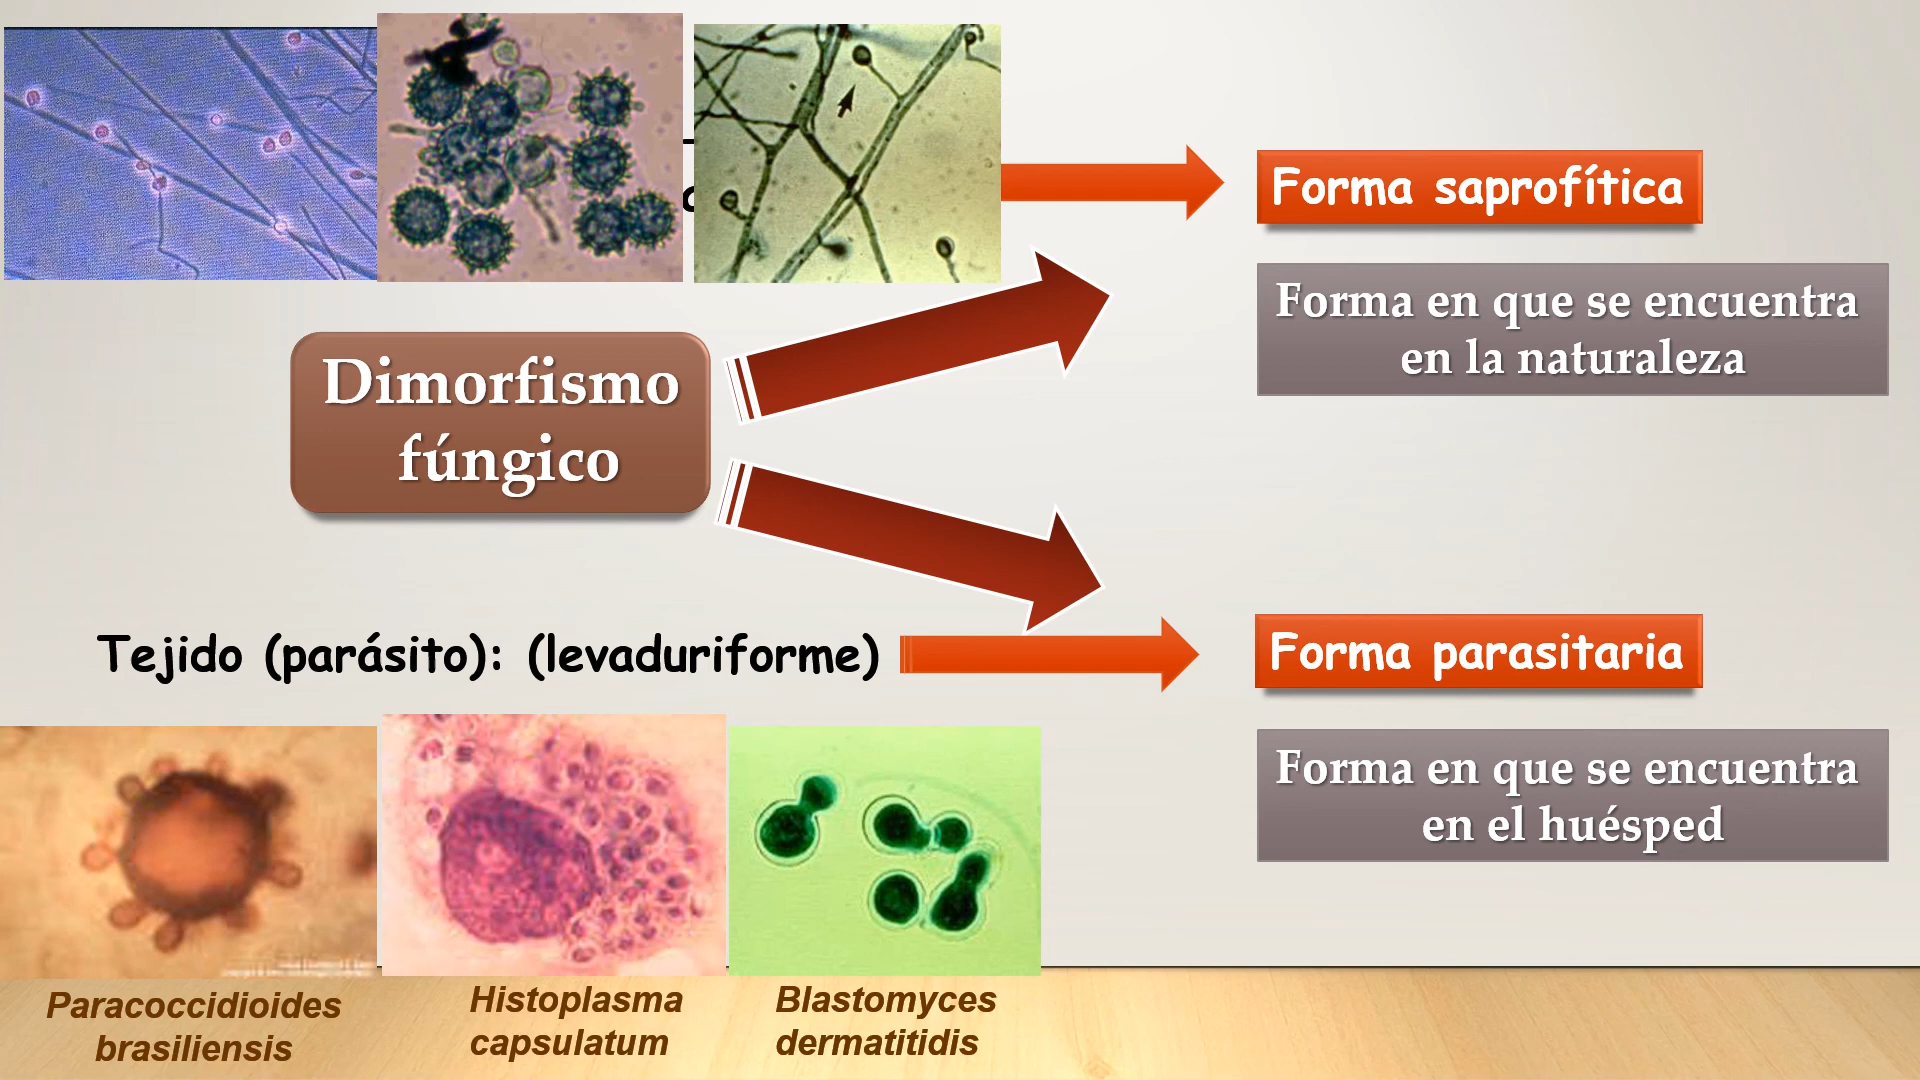 Forma saprofítica
Forma en que se encuentra
en la naturaleza
Dimorfismo
fúngico
Tejido (parásito): (levaduriforme)
Forma parasitaria
Forma en que se encuentra
en el huésped
Paracoccidioides
brasiliensis
Histoplasma
capsulatum
Blastomyces
dermatitidis